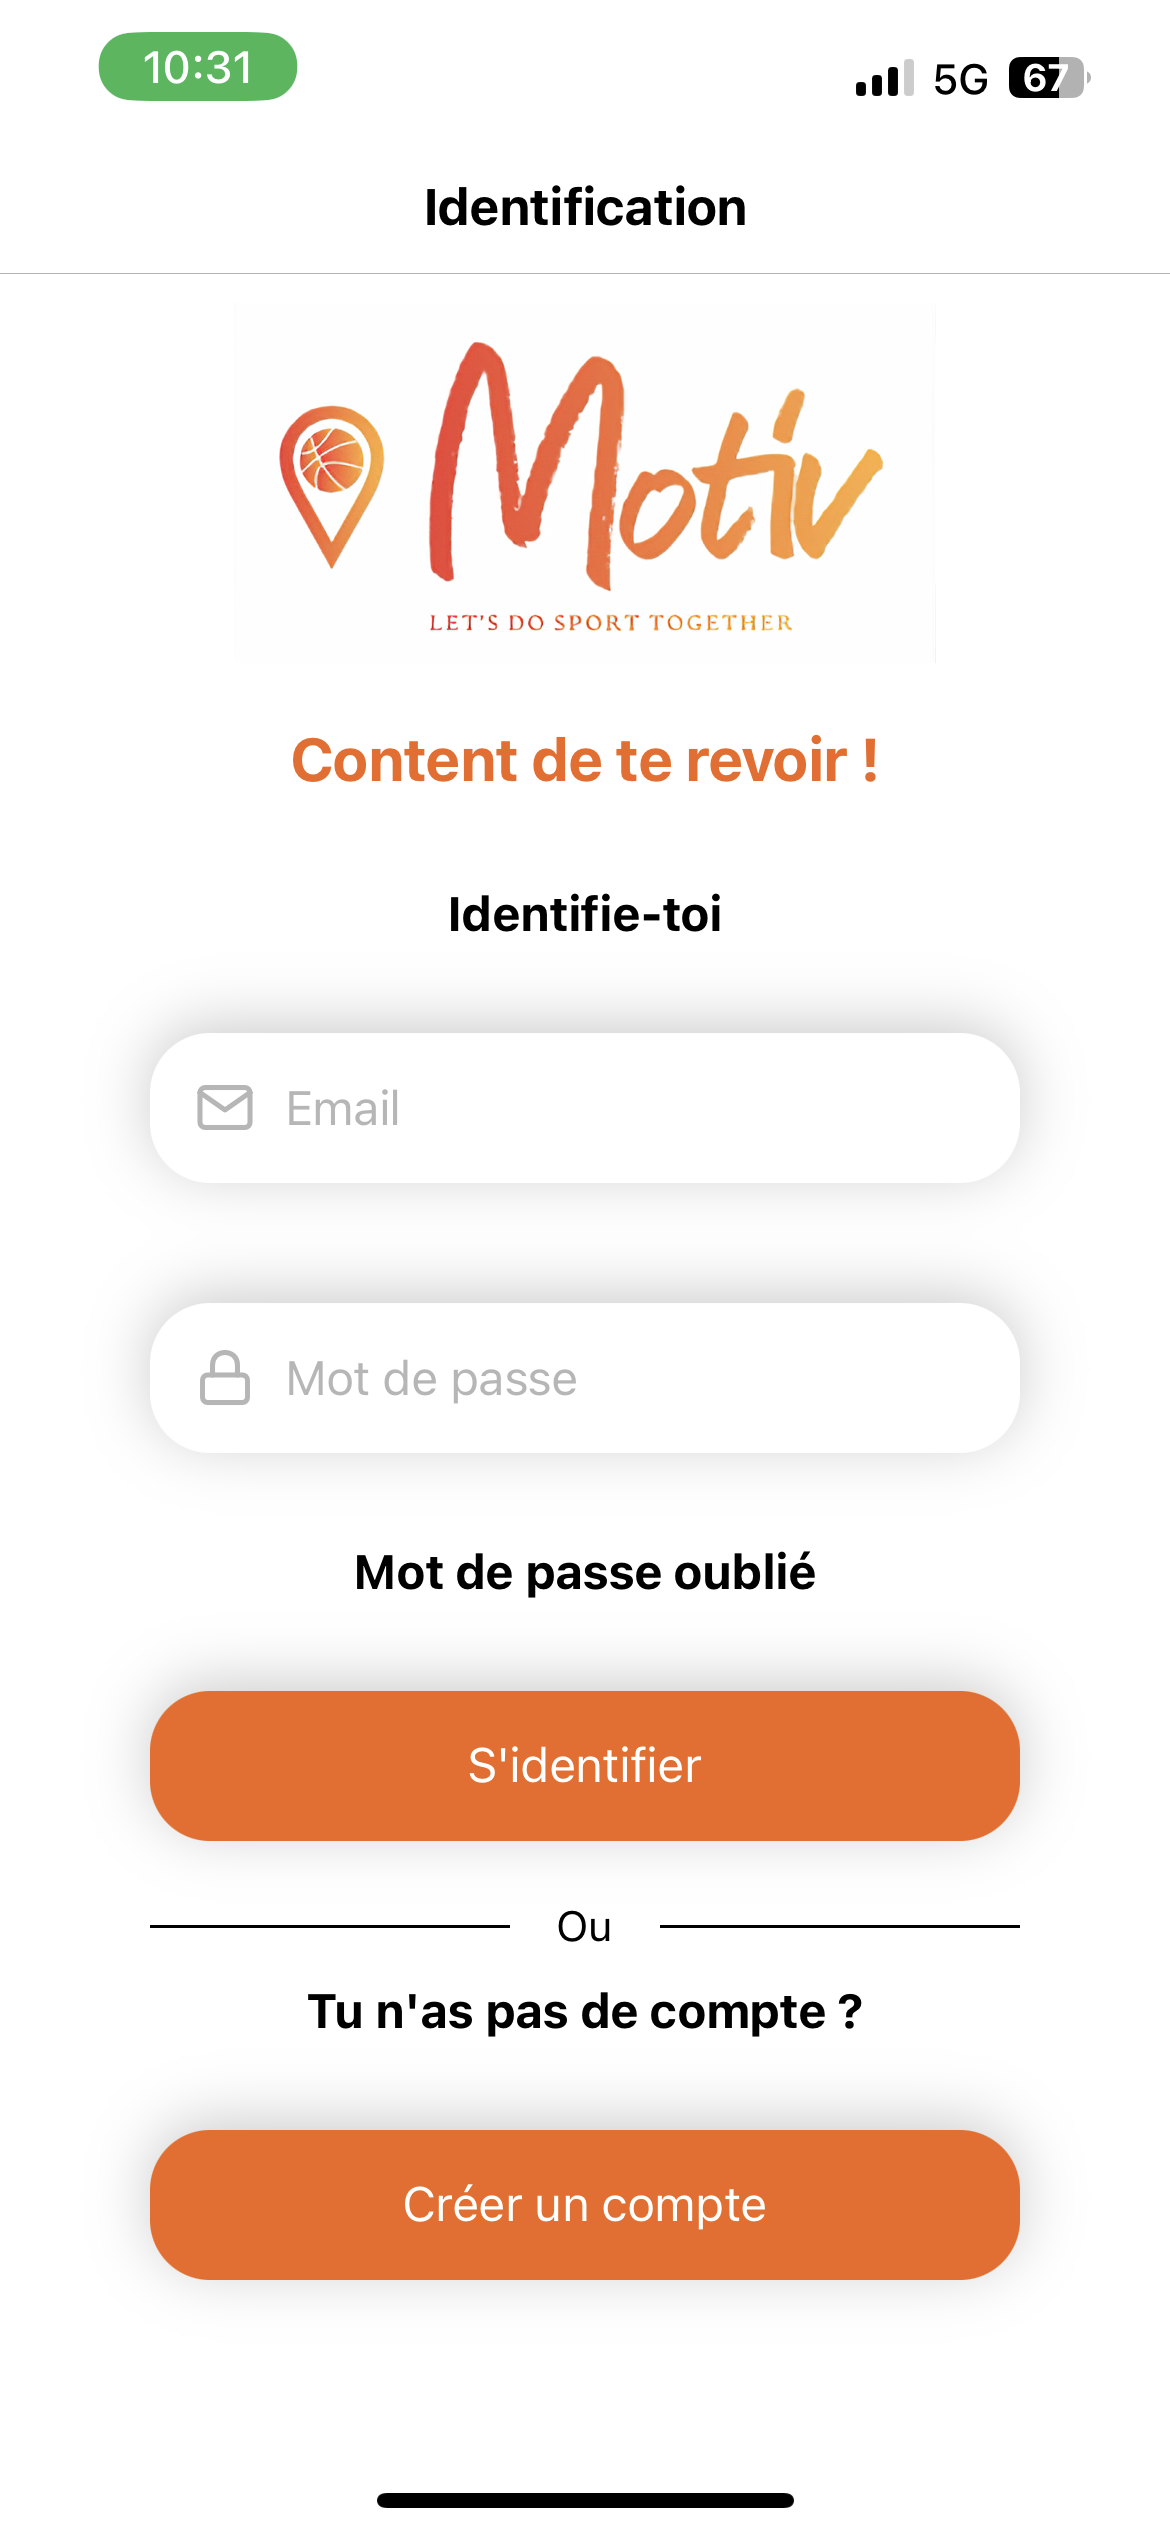 10:31
5G 67
Identification
Motiv
LET'S DO SPORT TOGETHER
Content de te revoir !
Identifie-toi
Email
Mot de passe
Mot de passe oublié
S'identifier
Ou
Tu n'as pas de compte ?
Créer un compte